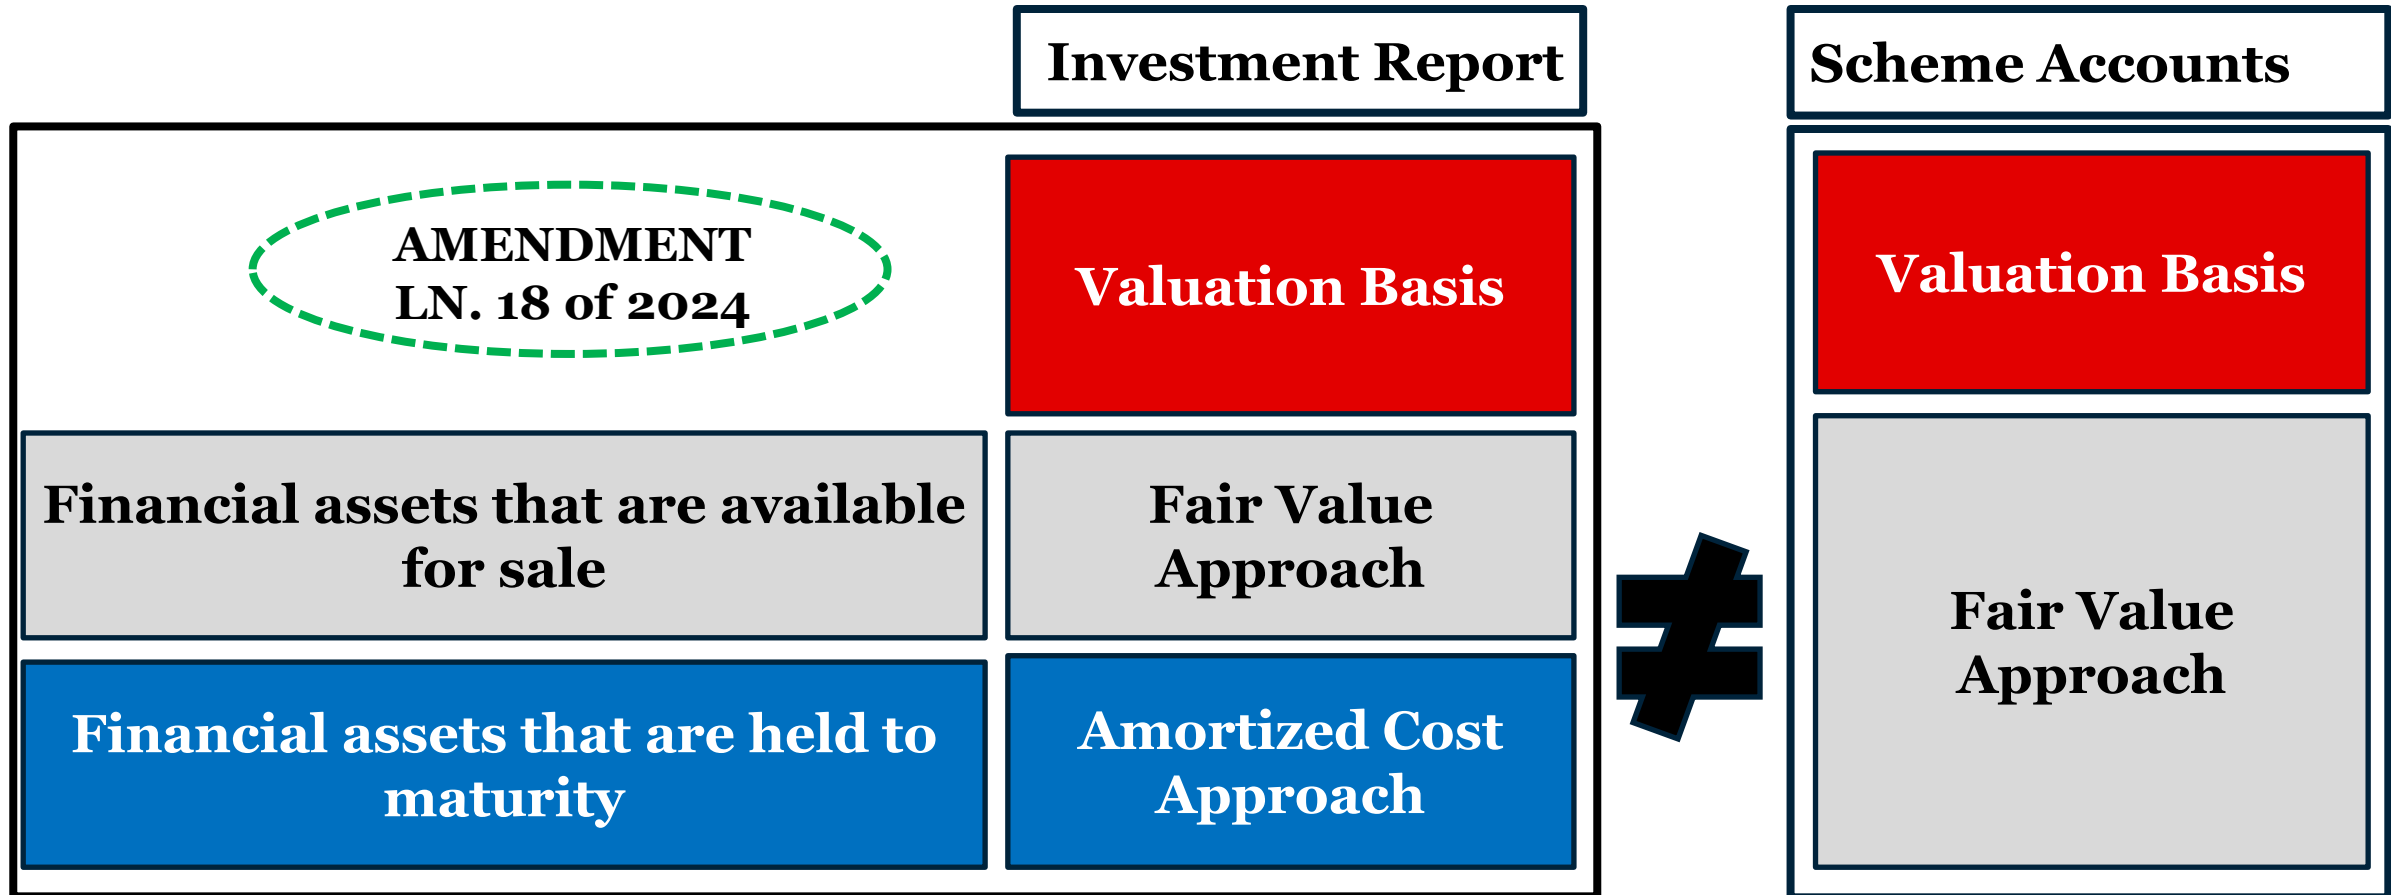 Investment Report
Scheme Accounts
AMENDMENT
LN. 18 of 2024
Valuation Basis
Valuation Basis
Financial assets that are available
for sale
Fair Value
Approach
Fair Value
Approach
Financial assets that are held to
maturity
Amortized Cost
Approach